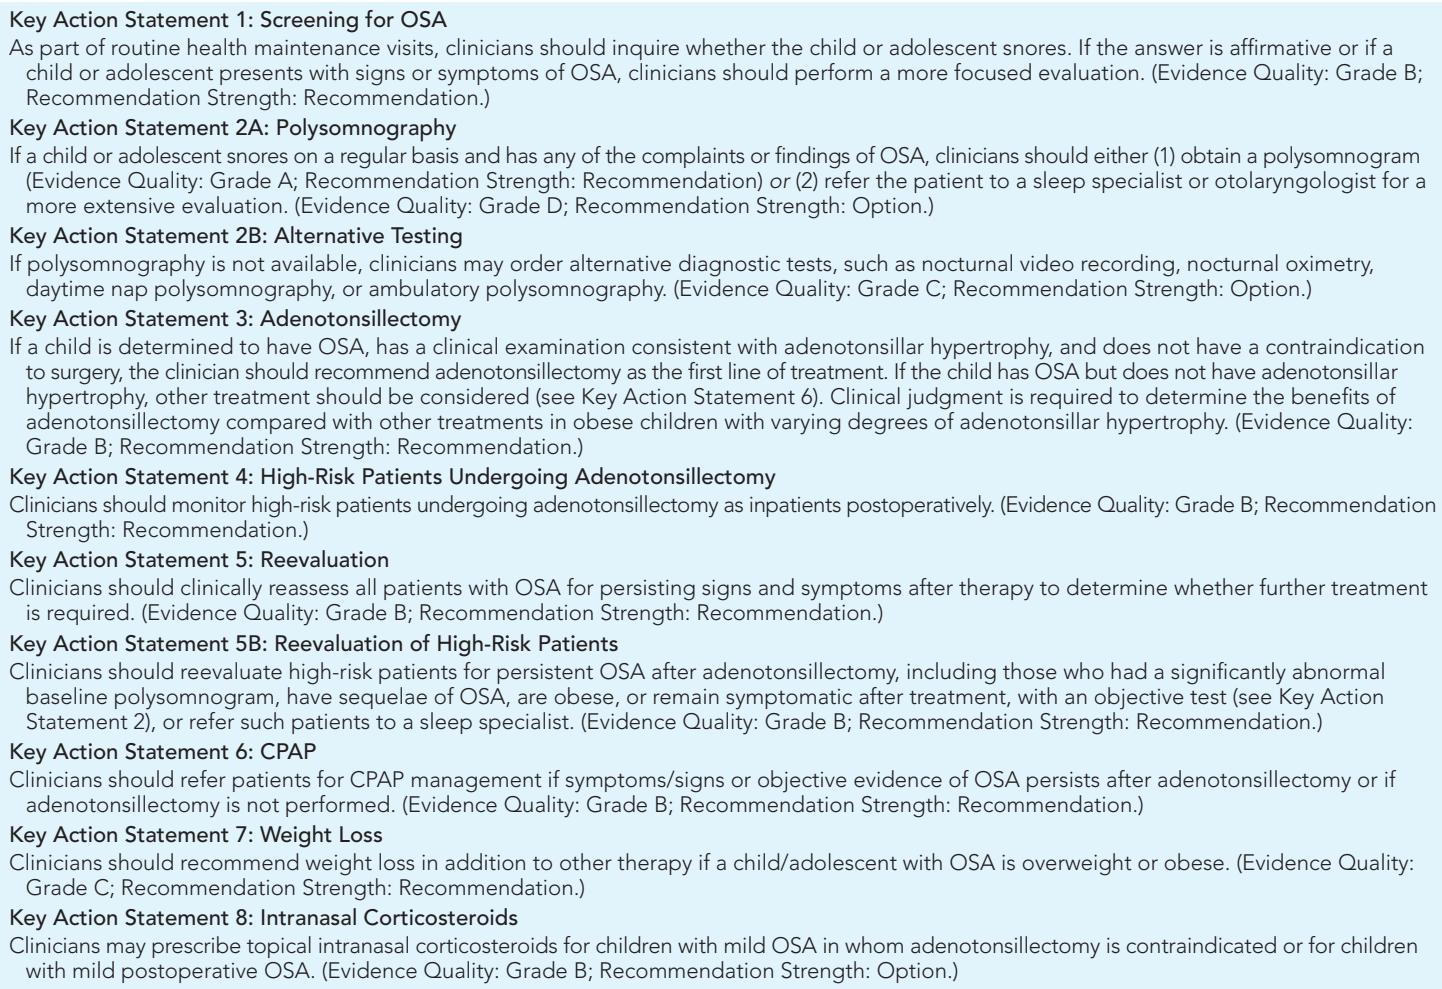 Key Action Statement 1: Screening for OSA
As part of routine health maintenance visits, clinicians should inquire whether the child or adolescent snores. If the answer is affirmative or if a
child or adolescent presents with signs or symptoms of OSA, clinicians should perform a more focused evaluation. (Evidence Quality: Grade B;
Recommendation Strength: Recommendation.)
Key Action Statement 2A: Polysomnography
If a child or adolescent snores on a regular basis and has any of the complaints or findings of OSA, clinicians should either (1) obtain a polysomnogram
(Evidence Quality: Grade A; Recommendation Strength: Recommendation) or (2) refer the patient to a sleep specialist or otolaryngologist for a
more extensive evaluation. (Evidence Quality: Grade D; Recommendation Strength: Option.)
Key Action Statement 2B: Alternative Testing
If polysomnography is not available, clinicians may order alternative diagnostic tests, such as nocturnal video recording, nocturnal oximetry,
daytime nap polysomnography, or ambulatory polysomnography. (Evidence Quality: Grade C; Recommendation Strength: Option.)
Key Action Statement 3: Adenotonsillectomy
If a child is determined to have OSA, has a clinical examination consistent with adenotonsillar hypertrophy, and does not have a contraindication
to surgery, the clinician should recommend adenotonsillectomy as the first line of treatment. If the child has OSA but does not have adenotonsillar
hypertrophy, other treatment should be considered (see Key Action Statement 6). Clinical judgment is required to determine the benefits of
adenotonsillectomy compared with other treatments in obese children with varying degrees of adenotonsillar hypertrophy. (Evidence Quality:
Grade B; Recommendation Strength: Recommendation.)
Key Action Statement 4: High-Risk Patients Undergoing Adenotonsillectomy
Clinicians should monitor high-risk patients undergoing adenotonsillectomy as inpatients postoperatively. (Evidence Quality: Grade B; Recommendation
Strength: Recommendation.)
Key Action Statement 5: Reevaluation
Clinicians should clinically reassess all patients with OSA for persisting signs and symptoms after therapy to determine whether further treatment
is required. (Evidence Quality: Grade B; Recommendation Strength: Recommendation.)
Key Action Statement 5B: Reevaluation of High-Risk Patients
Clinicians should reevaluate high-risk patients for persistent OSA after adenotonsillectomy, including those who had a significantly abnormal
baseline polysomnogram, have sequelae of OSA, are obese, or remain symptomatic after treatment, with an objective test (see Key Action
Statement 2), or refer such patients to a sleep specialist. (Evidence Quality: Grade B; Recommendation Strength: Recommendation.)
Key Action Statement 6: CPAP
Clinicians should refer patients for CPAP management if symptoms/signs or objective evidence of OSA persists after adenotonsillectomy or if
adenotonsillectomy is not performed. (Evidence Quality: Grade B; Recommendation Strength: Recommendation.)
Key Action Statement 7: Weight Loss
Clinicians should recommend weight loss in addition to other therapy if a child/adolescent with OSA is overweight or obese. (Evidence Quality:
Grade C; Recommendation Strength: Recommendation.)
Key Action Statement 8: Intranasal Corticosteroids
Clinicians may prescribe topical intranasal corticosteroids for children with mild OSA in whom adenotonsillectomy is contraindicated or for children
with mild postoperative OSA. (Evidence Quality: Grade B; Recommendation Strength: Option.)